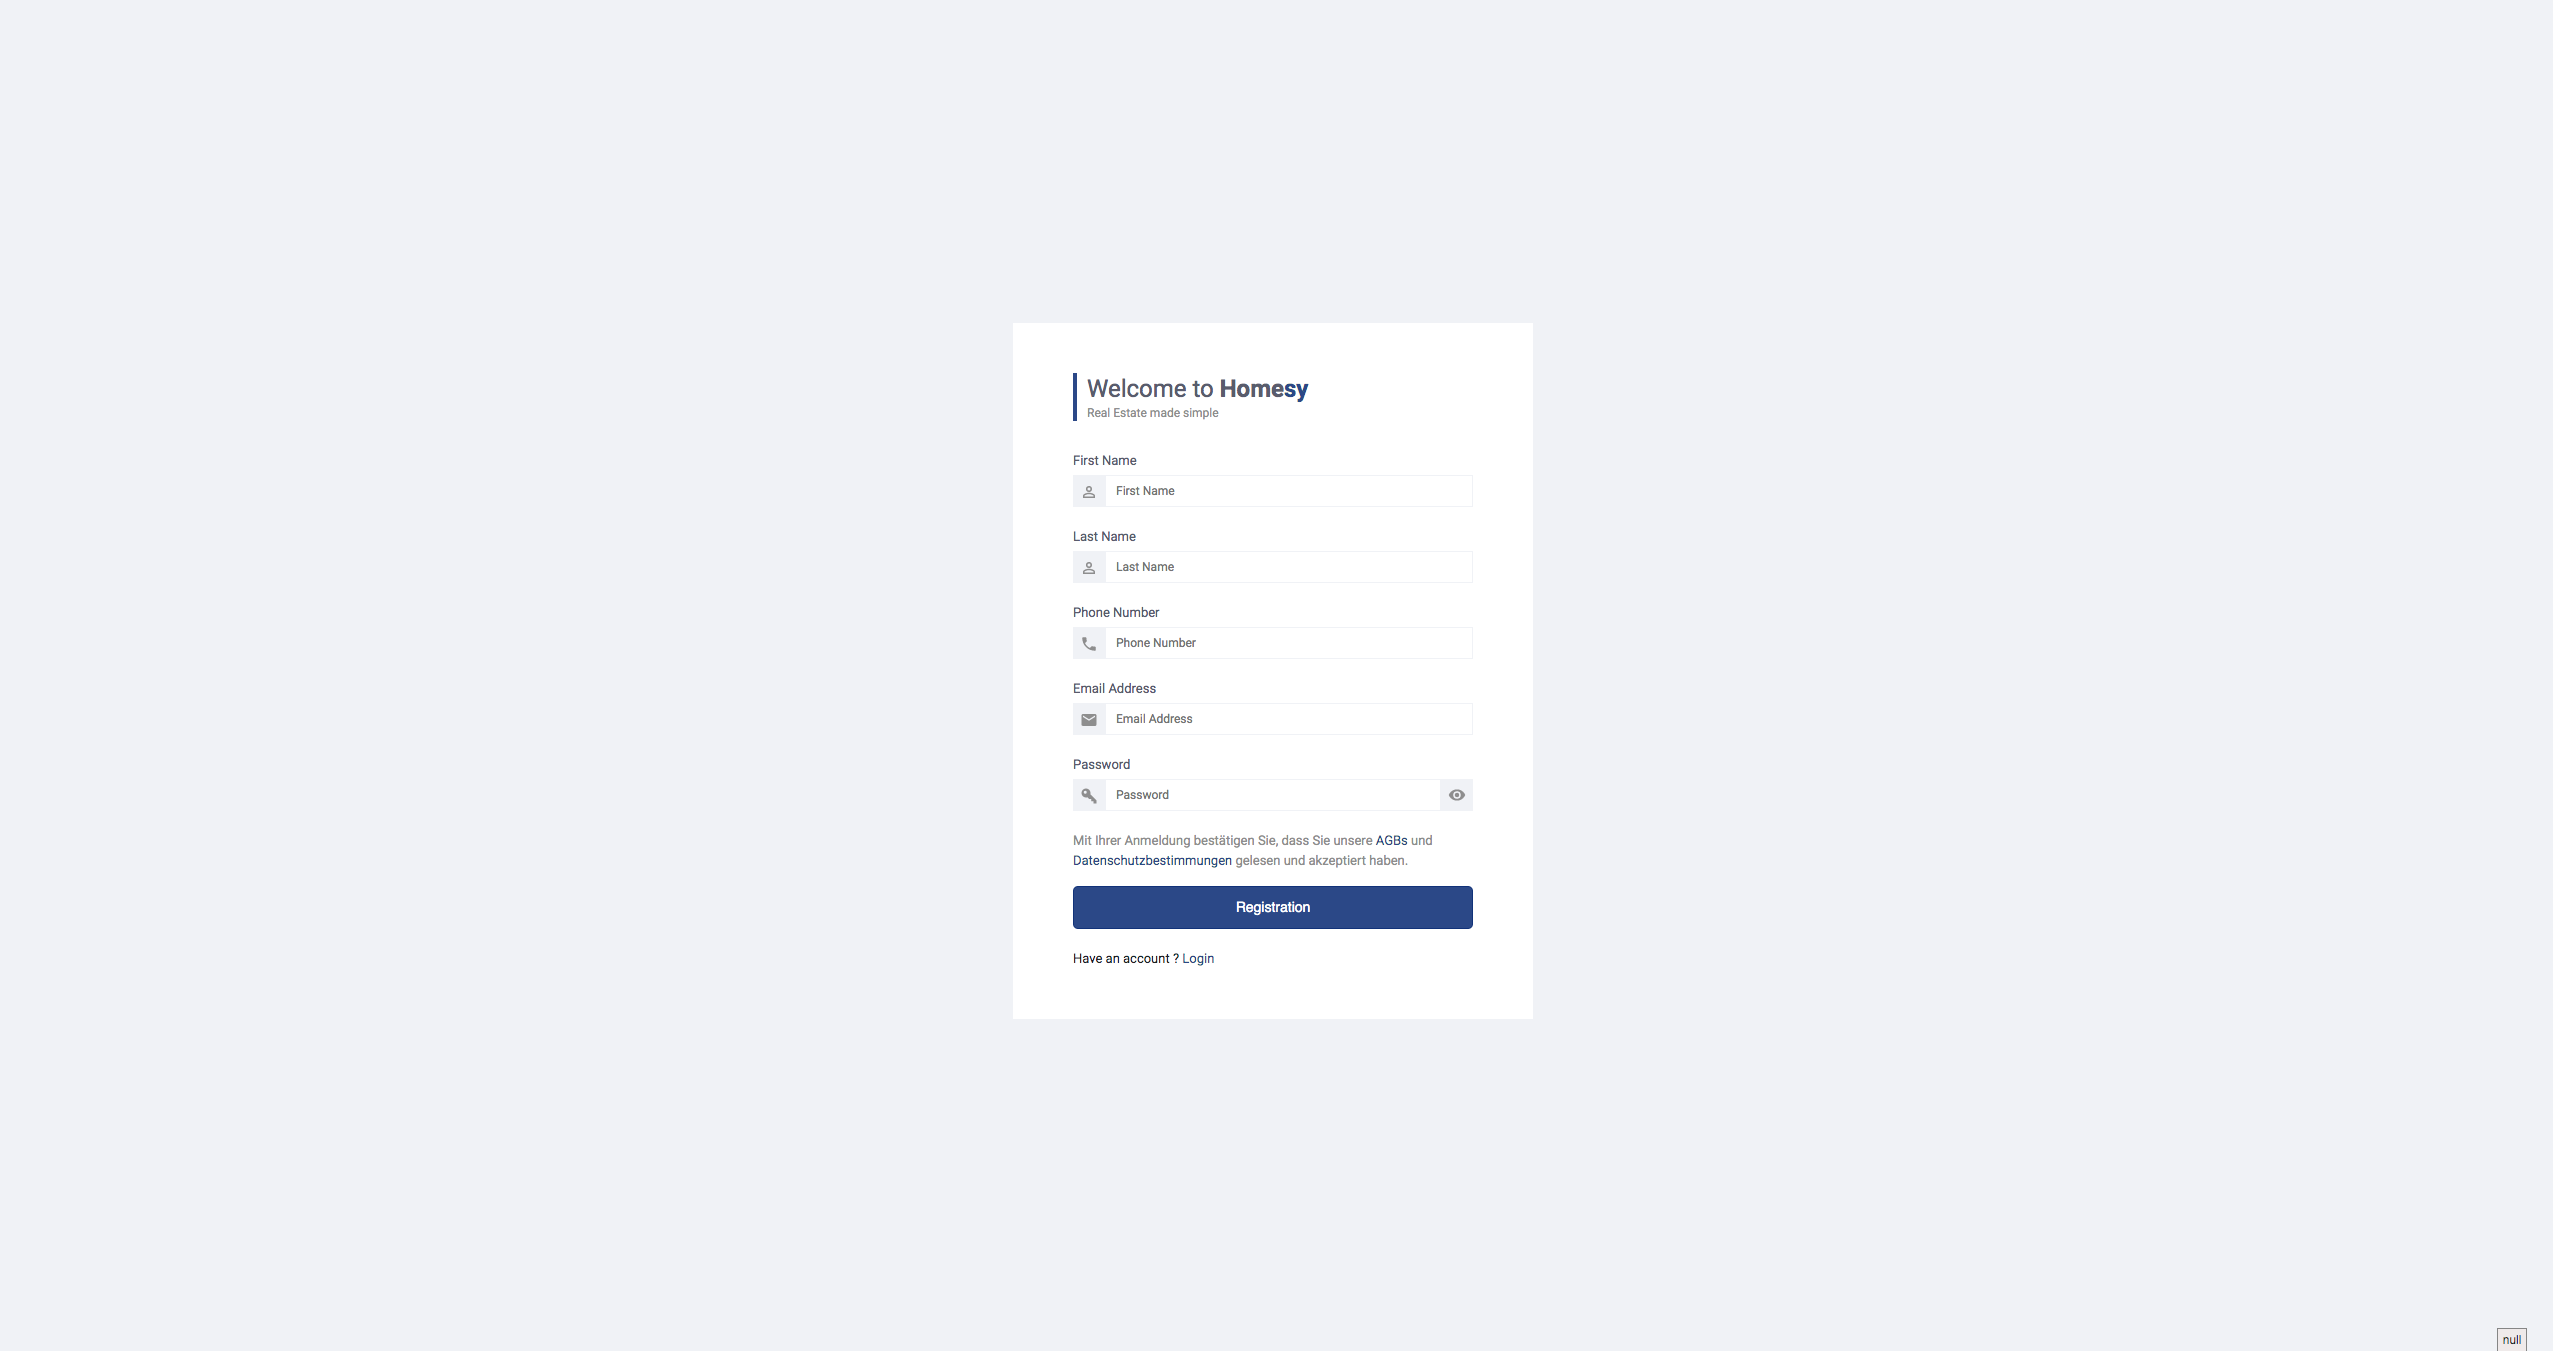 Welcome to Homesy
Real Estate made simple
First Name
First Name
Last Name
Last Name
Phone Number
Phone Number
Email Address
Email Address
Password
Password
Mit Ihrer Anmeldung bestätigen Sie, dass Sie unsere AGBs und
Datenschutzbestimmungen gelesen und akzeptiert haben.
Registration
Have an account ? Login
null